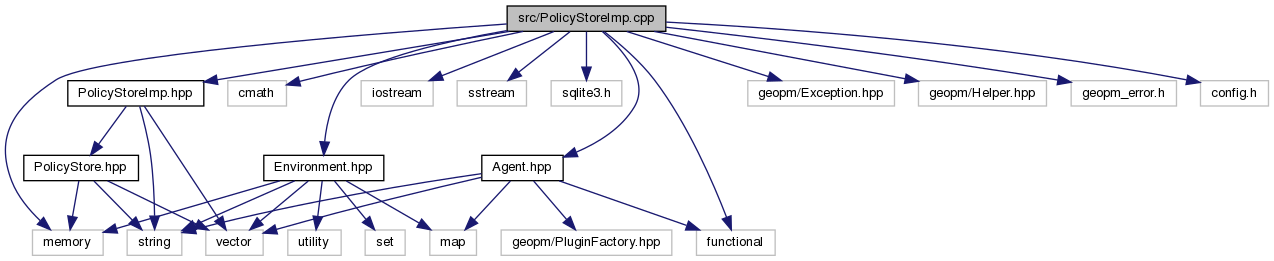 src/PolicyStoreImp.cpp
PolicyStoreImp.hpp
cmath
iostream
sstream
sqlite3.h
geopm/Exception.hpp
geopm/Helper.hpp
geopm_error.h
config.h
PolicyStore.hpp
Environment.hpp
Agent.hpp
memory
string
vector
utility
set
map
geopm/PluginFactory.hpp
functional